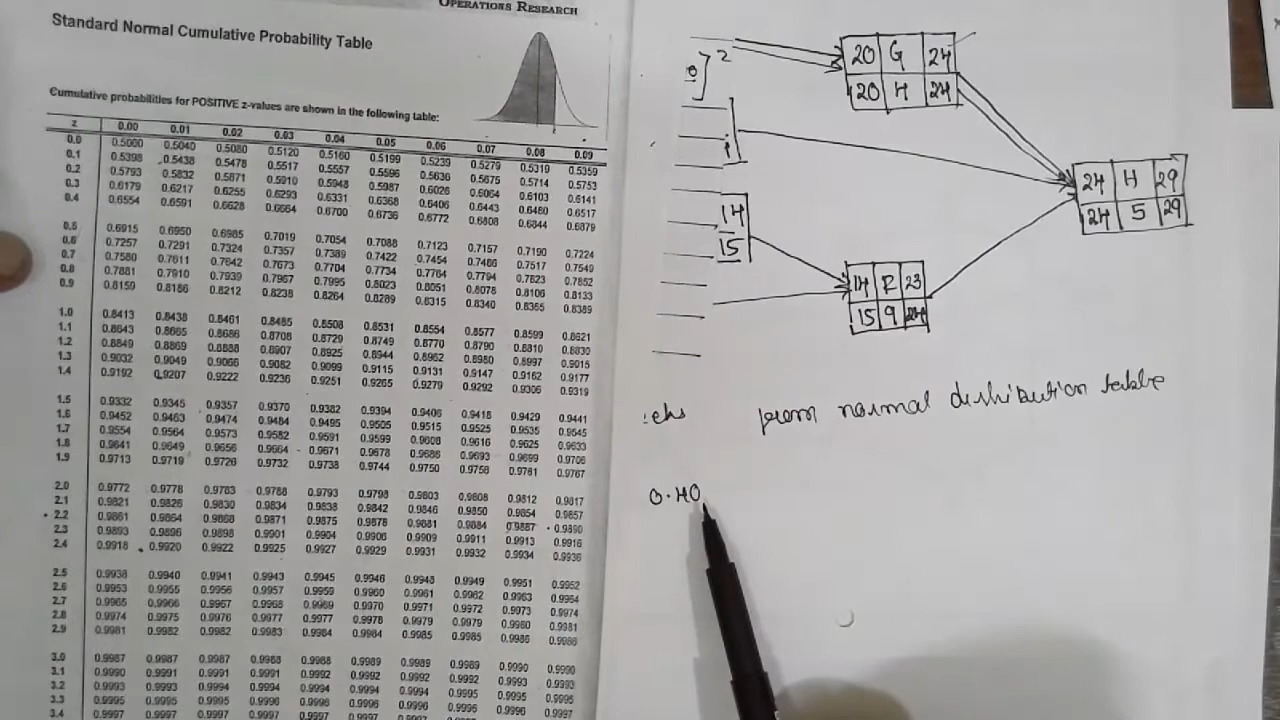 OPERATIONS RESEARCH
Standard Normal Cumulative Probability Table
Cumulative probabilities for POSITIVE z-values are shown in the following table:
z 0.00 0.01 0.02 0.03 0.04 0.05 0.06 0.07 0.08 0.09
0.0 0.5000 0.5040 0.5080 0.5120 0.5160 0.5199 0.5239 0.5279 0.5319 0.5359
0.1 0.5398 0.5438 0.5478 0.5517 0.5557 0.5596 0.5636 0.5675 0.5714 0.5753
0.2 0.5793 0.5832 0.5871 0.5910 0.5948 0.5987 0.6026 0.6064 0.6103 0.6141
0.3 0.6179 0.6217 0.6255 0.6293 0.6331 0.6368 0.6406 0.6443 0.6480 0.6517
0.4 0.6554 0.6591 0.6628 0.6664 0.6700 0.6736 0.6772 0.6808 0.6844 0.6879
0.5 0.6915 0.6950 0.6985 0.7019 0.7054 0.7088 0.7123 0.7157 0.7190 0.7224
0.6 0.7257 0.7291 0.7324 0.7357 0.7389 0.7422 0.7454 0.7486 0.7517 0.7549
0.7 0.7580 0.7611 0.7642 0.7673 0.7704 0.7734 0.7764 0.7794 0.7823 0.7852
0.8 0.7881 0.7910 0.7939 0.7967 0.7995 0.8023 0.8051 0.8078 0.8106 0.8133
0.9 0.8159 0.8186 0.8212 0.8238 0.8264 0.8289 0.8315 0.8340 0.8365 0.8389
1.0 0.8413 0.8438 0.8461 0.8485 0.8508 0.8531 0.8554 0.8577 0.8599 0.8621
1.1 0.8643 0.8665 0.8686 0.8708 0.8729 0.8749 0.8770 0.8790 0.8810 0.8830
1.2 0.8849 0.8869 0.8888 0.8907 0.8925 0.8944 0.8962 0.8980 0.8997 0.9015
1.3 0.9032 0.9049 0.9066 0.9082 0.9099 0.9115 0.9131 0.9147 0.9162 0.9177
1.4 0.9192 0.9207 0.9222 0.9236 0.9251 0.9265 0.9279 0.9292 0.9306 0.9319
1.5 0.9332 0.9345 0.9357 0.9370 0.9382 0.9394 0.9406 0.9418 0.9429 0.9441
1.6 0.9452 0.9463 0.9474 0.9484 0.9495 0.9505 0.9515 0.9525 0.9535 0.9545
1.7 0.9554 0.9564 0.9573 0.9582 0.9591 0.9599 0.9608 0.9616 0.9625 0.9633
1.8 0.9641 0.9649 0.9656 0.9664 0.9671 0.9678 0.9686 0.9693 0.9699 0.9706
1.9 0.9713 0.9719 0.9726 0.9732 0.9738 0.9744 0.9750 0.9756 0.9761 0.9767
2.0 0.9772 0.9778 0.9783 0.9788 0.9793 0.9798 0.9803 0.9808 0.9812 0.9817
2.1 0.9821 0.9826 0.9830 0.9834 0.9838 0.9842 0.9846 0.9850 0.9854 0.9857
2.2 0.9861 0.9864 0.9868 0.9871 0.9875 0.9878 0.9881 0.9884 0.9887 0.9890
2.3 0.9893 0.9896 0.9898 0.9901 0.9904 0.9906 0.9909 0.9911 0.9913 0.9916
2.4 0.9918 0.9920 0.9922 0.9925 0.9927 0.9929 0.9931 0.9932 0.9934 0.9936
2.5 0.9938 0.9940 0.9941 0.9943 0.9945 0.9946 0.9948 0.9949 0.9951 0.9952
2.6 0.9953 0.9955 0.9956 0.9957 0.9959 0.9960 0.9961 0.9962 0.9963 0.9964
2.7 0.9965 0.9966 0.9967 0.9968 0.9969 0.9970 0.9971 0.9972 0.9973 0.9974
2.8 0.9974 0.9975 0.9976 0.9977 0.9977 0.9978 0.9979 0.9979 0.9980 0.9981
2.9 0.9981 0.9982 0.9982 0.9983 0.9984 0.9984 0.9985 0.9985 0.9986 0.9986
3.0 0.9987 0.9987 0.9987 0.9988 0.9988 0.9989 0.9989 0.9989 0.9990 0.9990
3.1 0.9990 0.9991 0.9991 0.9991 0.9992 0.9992 0.9992 0.9992 0.9993 0.9993
3.2 0.9993 0.9993 0.9994 0.9994 0.9994 0.9994 0.9994 0.9995 0.9995 0.9995
3.3 0.9995 0.9995 0.9995 0.9996 0.9996 0.9996 0.9996 0.9996 0.9996
3.4 0.9997 0.9997 0.9997 0.9997 0.9997 0.9997 0.9997
2
20 G 24
20 4 24
24 H 29
24 5 29
14
15
14 F 23
15 9 24
from normal distribution table
0.40